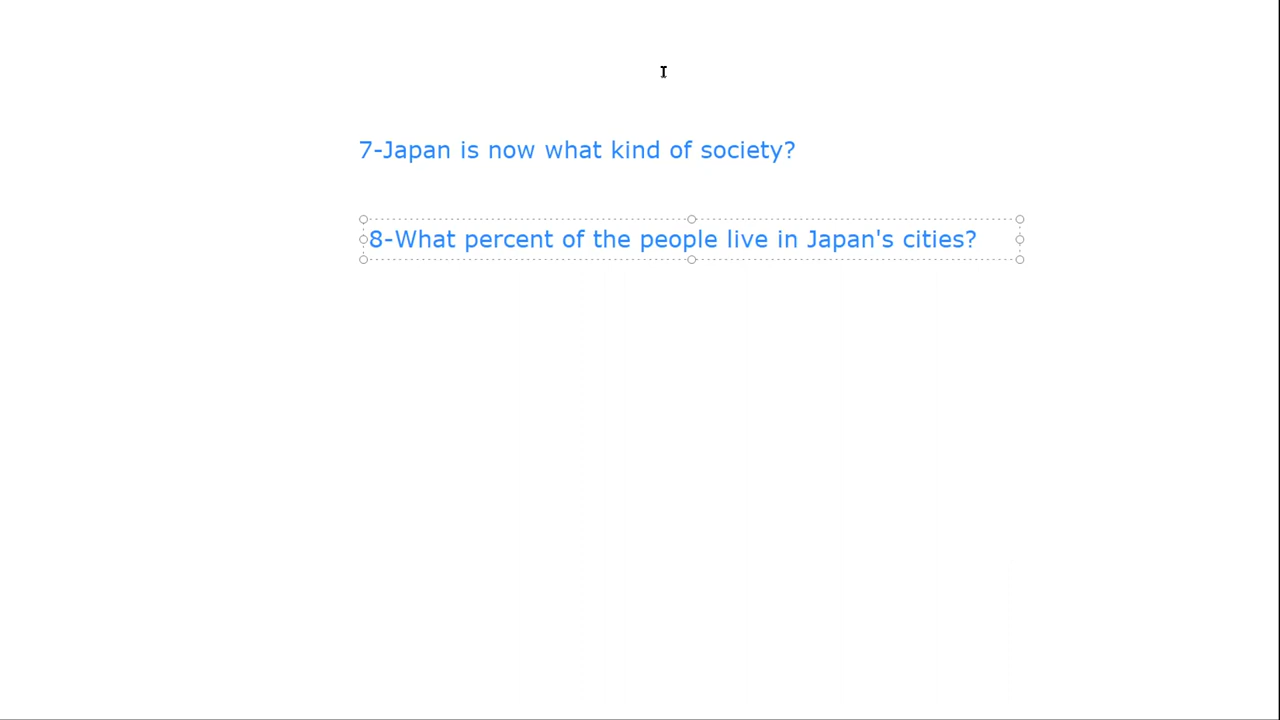 7-Japan is now what kind of society?
8-What percent of the people live in Japan's cities?